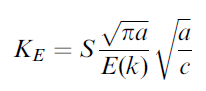 $K_E = S \frac{\sqrt{\pi a}}{E(k)} \sqrt{\frac{a}{c}}$